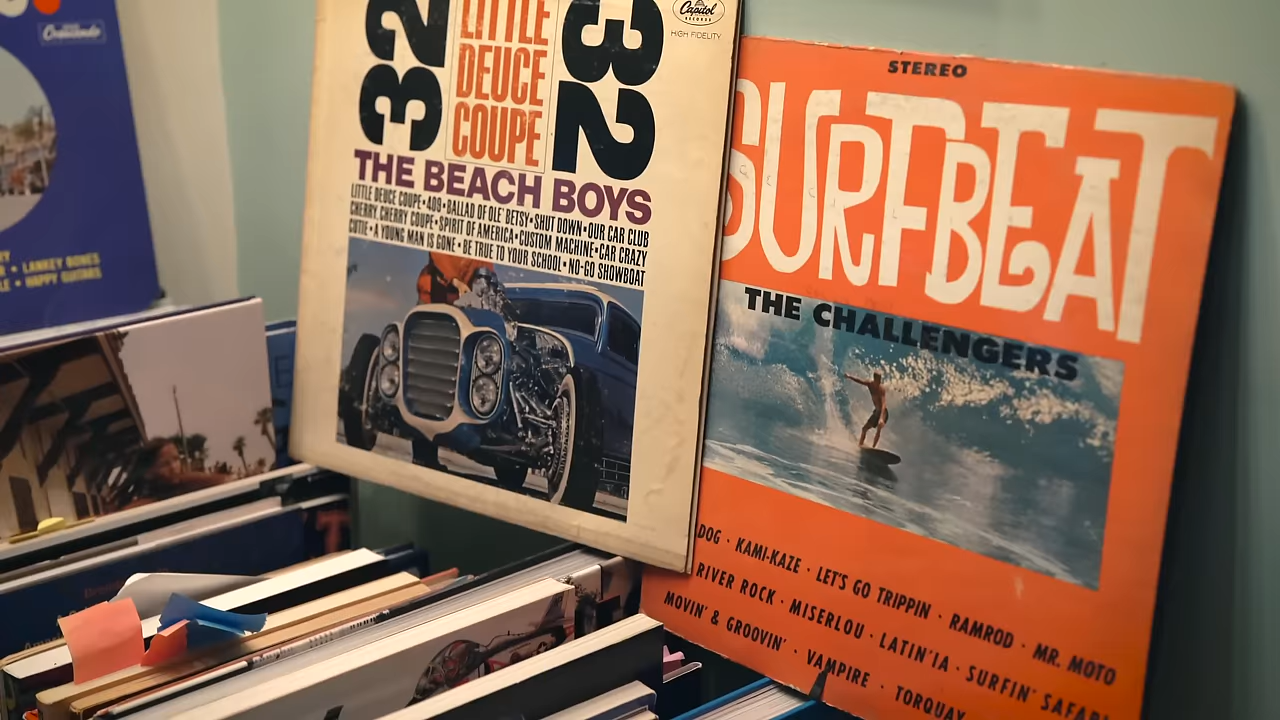 Capitol
RECORDS
HIGH FIDELITY
32
LITTLE
DEUCE
COUPE
32
THE BEACH BOYS
LITTLE DEUCE COUPE • 409 • BALLAD OF OLE' BETSY • SHUT DOWN • OUR CAR CLUB
CHERRY, CHERRY COUPE • SPIRIT OF AMERICA • CUSTOM MACHINE • CAR CRAZY
CUTIE • A YOUNG MAN IS GONE • BE TRUE TO YOUR SCHOOL • NO-GO SHOWBOAT
STEREO
SURFBEAT
THE CHALLENGERS
DOG · KAMI-KAZE · LET'S GO TRIPPIN · RAMROD · MR. MOTO
RIVER ROCK · MISERLOU · LATIN'IA · SURFIN' SAFARI
MOVIN' & GROOVIN' · VAMPIRE · TORQUAY
Crescendo
• LANKEY BONES
• HAPPY GUITARS